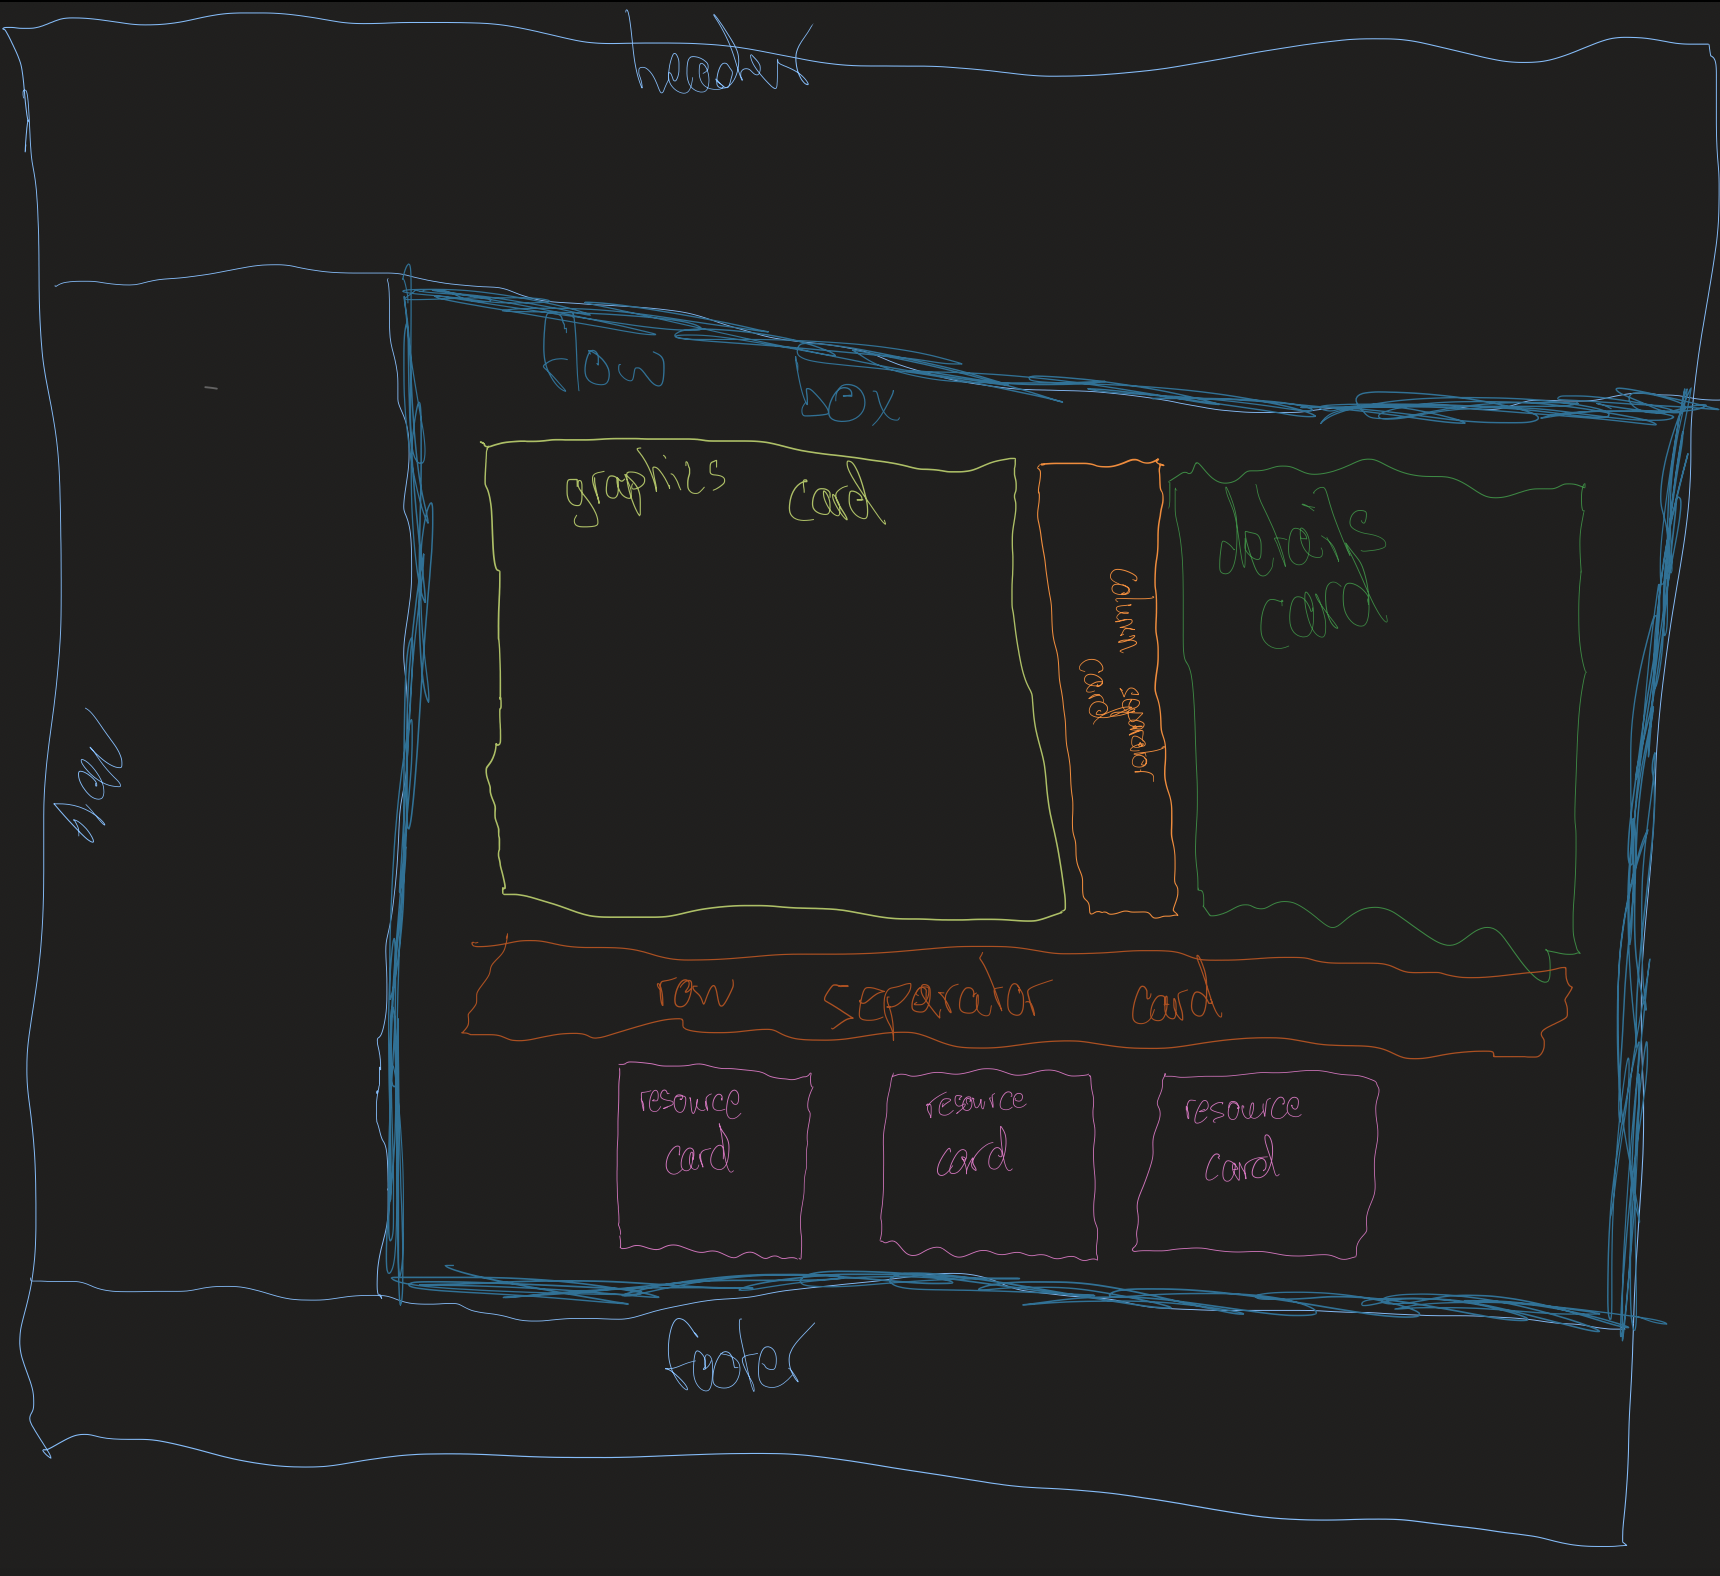 header
flow box
graphics card
column separator
card
details
card
nav
row separator card
resource
card
resource
card
resource
card
footer